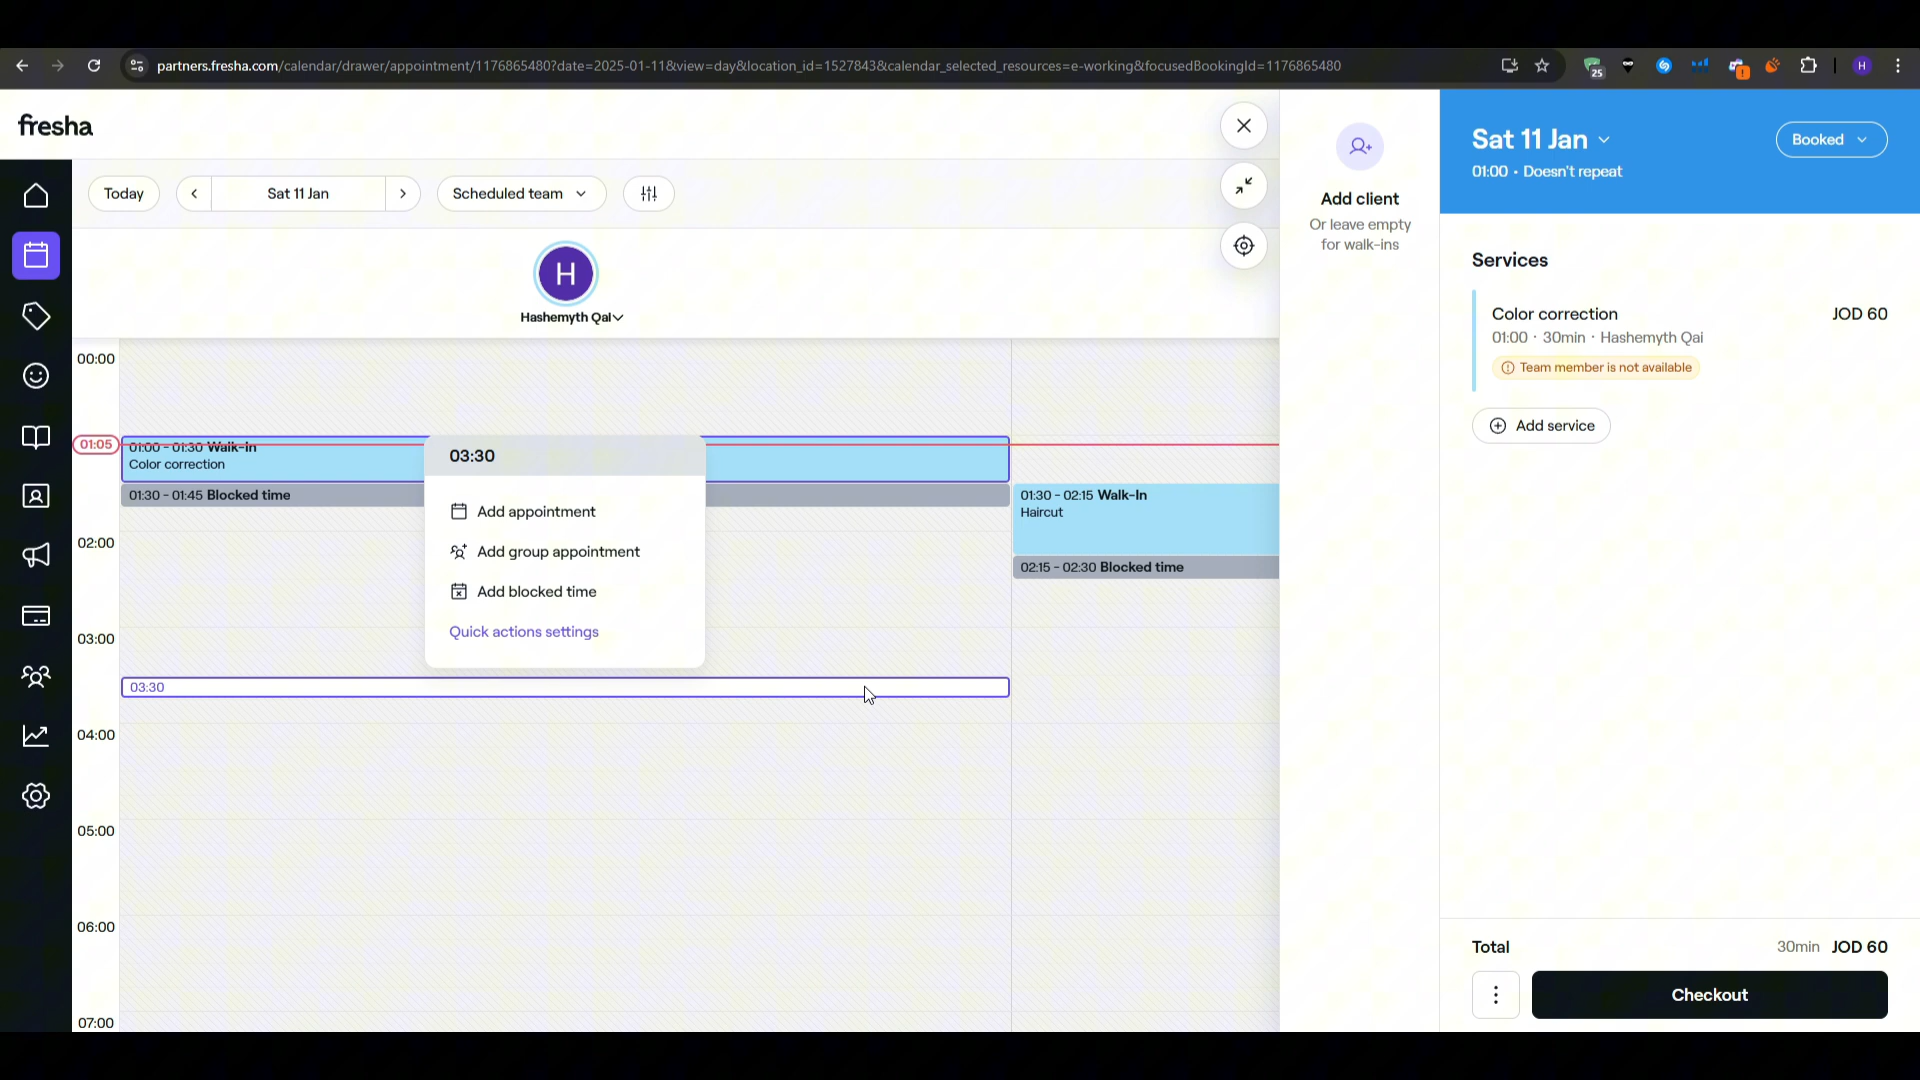 partners.fresha.com/calendar/drawer/appointment/1176865480?date=2025-01-11&view=day&location_id=1527843&calendar_selected_resources=e-working&focusedBookingId=1176865480
25
H
fresha
Today
Sat 11 Jan
Scheduled team
H
Hashemyth Qai
00:00
01:05
01:00 - 01:30 Walk-In
Color correction
01:30 - 01:45 Blocked time
02:00
03:00
03:30
04:00
05:00
06:00
07:00
03:30
Add appointment
Add group appointment
Add blocked time
Quick actions settings
01:30 - 02:15 Walk-In
Haircut
02:15 - 02:30 Blocked time
Add client
Or leave empty
for walk-ins
Sat 11 Jan
01:00 • Doesn't repeat
Booked
Services
Color correction
JOD 60
01:00 · 30min · Hashemyth Qai
Team member is not available
Add service
Total
30min JOD 60
Checkout